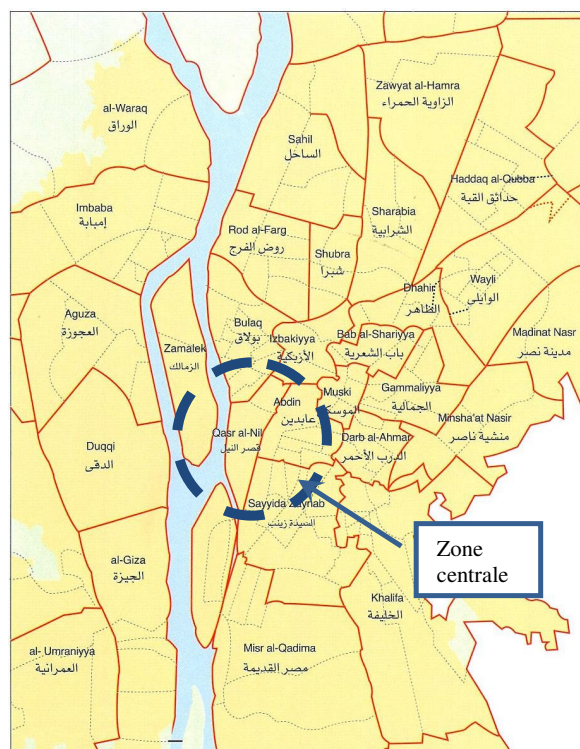 Zawyat al-Hamra
الزاوية الحمراء
al-Waraq
الوراق
Sahil
الساحل
Haddaq al-Qubba
حدائق القبة
Imbaba
إمبابة
Sharabia
الشرابية
Rod al-Farg
روض الفرج
Shubra
شبرا
Dhahir
الظاهر
Wayli
الوايلى
Aguza
العجوزة
Bulaq
بولاق
Izbakiyya
الأزبكية
Bab al-Shariyya
باب الشعرية
Madinat Nasr
مدينة نصر
Zamalek
الزمالك
Abdin
عابدين
Muski
الموسكى
Gammaliyya
الجمالية
Minsha'at Nasir
منشية ناصر
Duqqi
الدقى
Qasr al-Nil
قصر النيل
Darb al-Ahmar
الدرب الأحمر
Sayyida Zaynab
السيدة زينب
Zone
centrale
al-Giza
الجيزة
Khalifa
الخليفة
al- Umraniyya
العمرانية
Misr al-Qadima
مصر القديمة